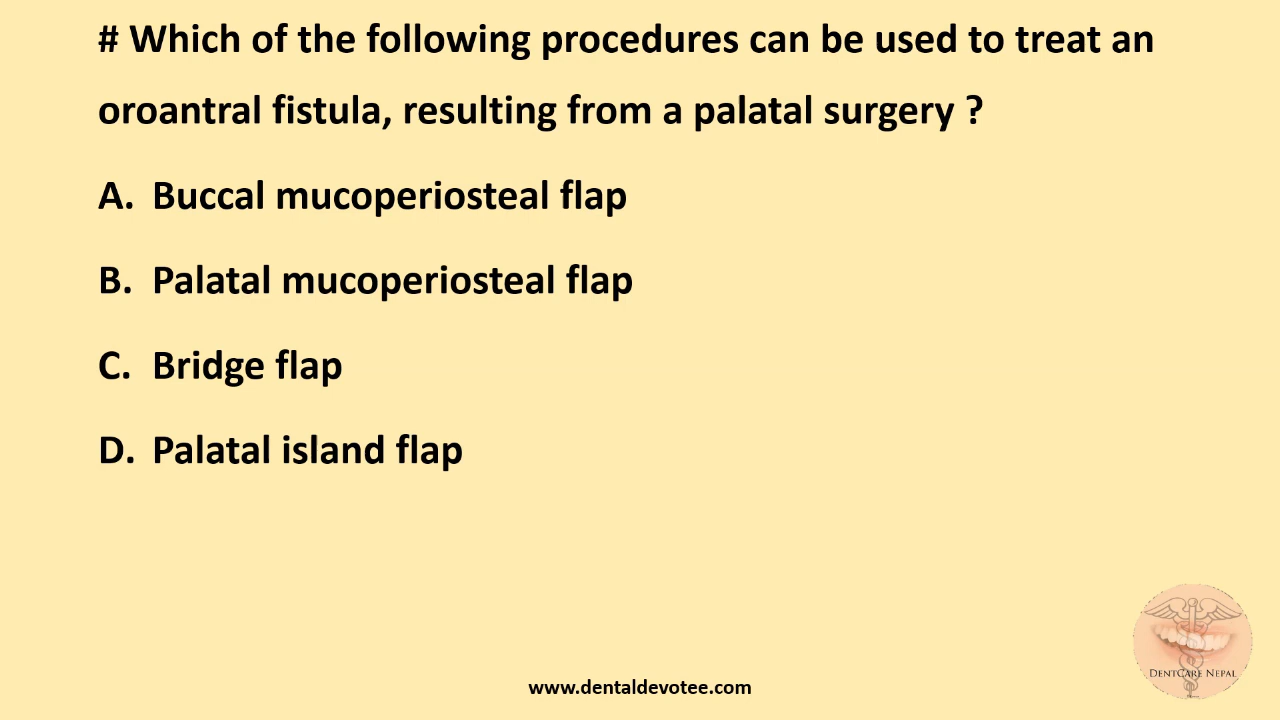 # Which of the following procedures can be used to treat an
oroantral fistula, resulting from a palatal surgery ?
A. Buccal mucoperiosteal flap
B. Palatal mucoperiosteal flap
C. Bridge flap
D. Palatal island flap
DENTCARE NEPAL
www.dentaldevotee.com